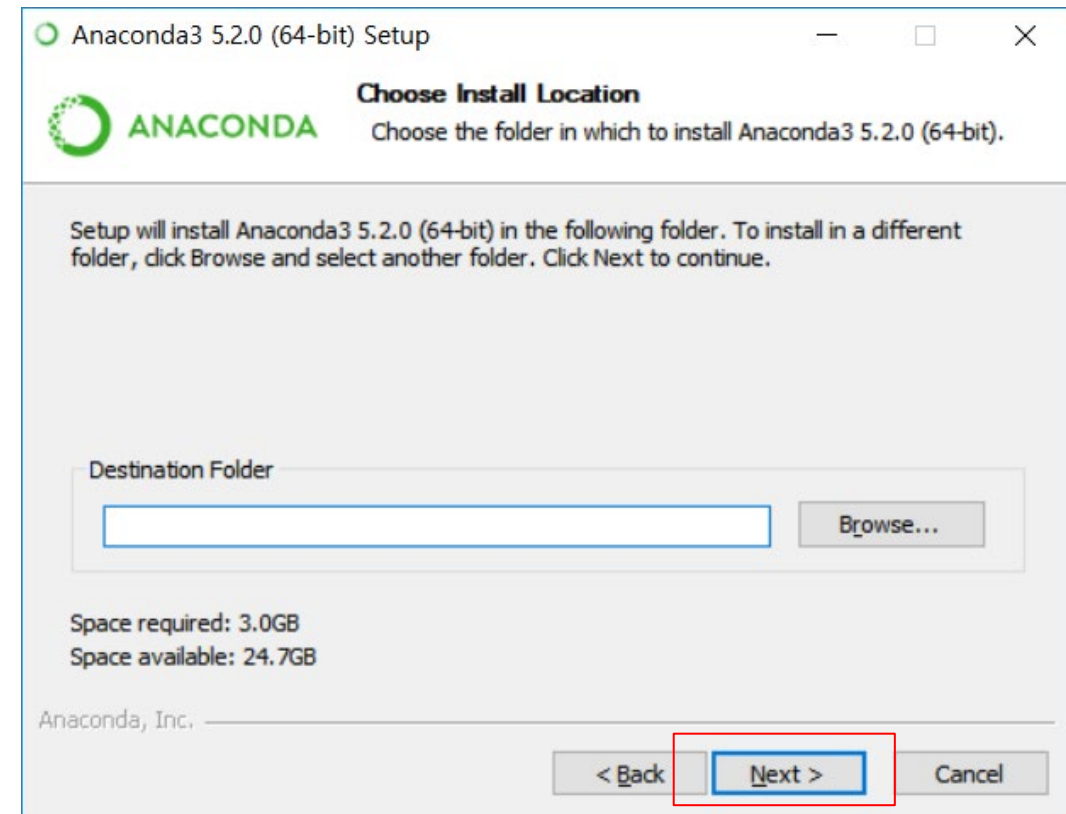 Anaconda3 5.2.0 (64-bit) Setup
ANACONDA
Choose Install Location
Choose the folder in which to install Anaconda3 5.2.0 (64-bit).
Setup will install Anaconda3 5.2.0 (64-bit) in the following folder. To install in a different
folder, click Browse and select another folder. Click Next to continue.
Destination Folder
Browse...
Space required: 3.0GB
Space available: 24.7GB
Anaconda, Inc.
< Back Next > Cancel